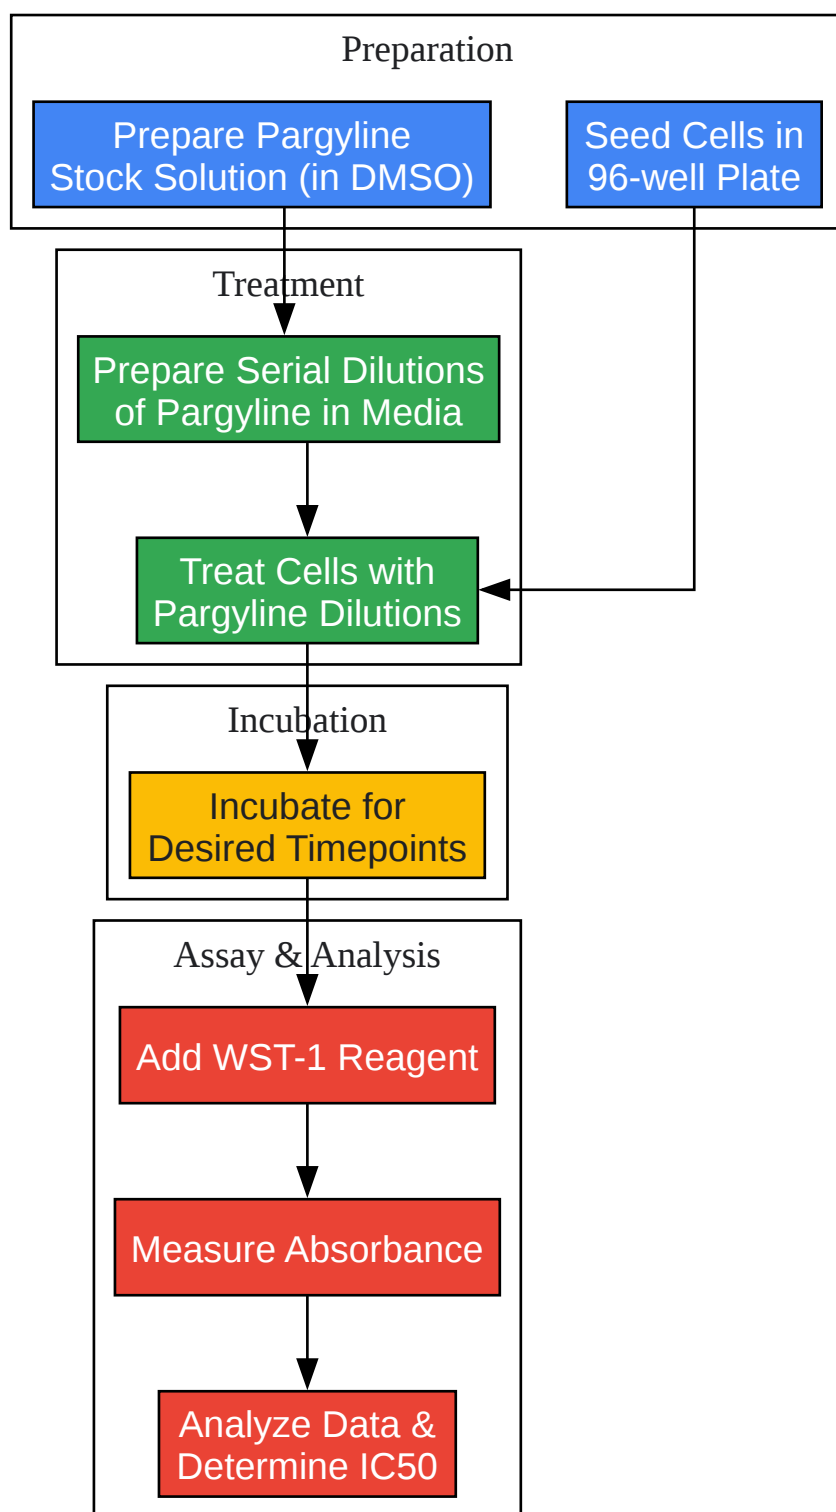 Preparation
Prepare Pargyline
Stock Solution (in DMSO)
Seed Cells in
96-well Plate
Treatment
Prepare Serial Dilutions
of Pargyline in Media
Treat Cells with
Pargyline Dilutions
Incubation
Incubate for
Desired Timepoints
Assay & Analysis
Add WST-1 Reagent
Measure Absorbance
Analyze Data &
Determine IC50